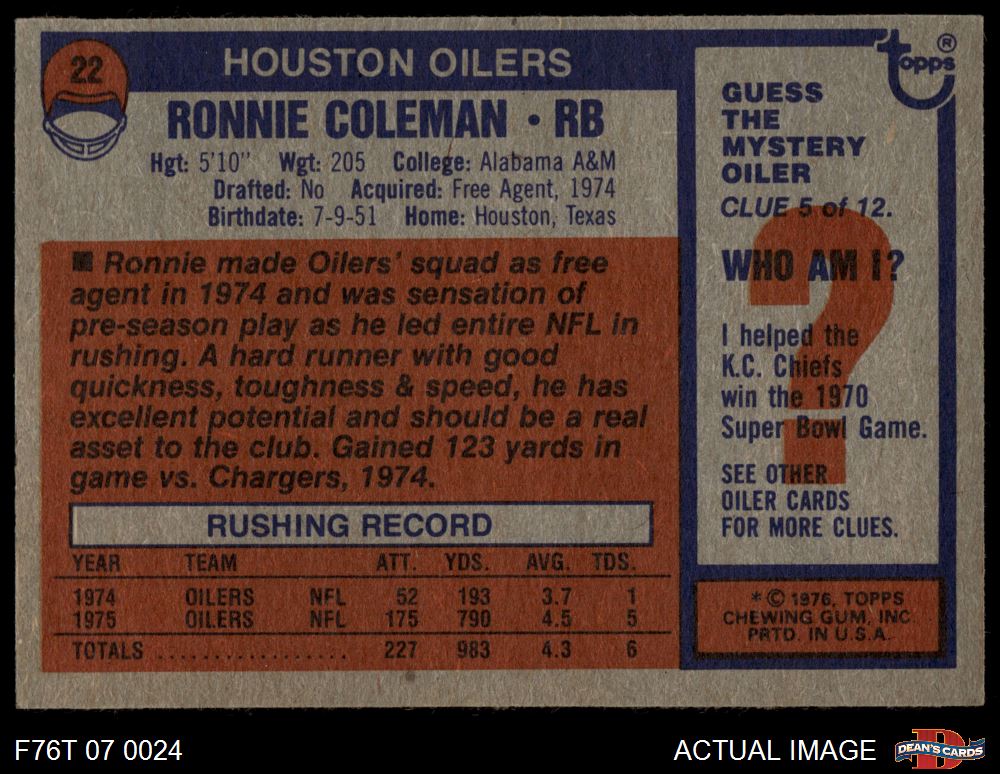 22
HOUSTON OILERS
RONNIE COLEMAN • RB
Hgt: 5'10" Wgt: 205 College: Alabama A&M
Drafted: No Acquired: Free Agent, 1974
Birthdate: 7-9-51 Home: Houston, Texas
■ Ronnie made Oilers' squad as free
agent in 1974 and was sensation of
pre-season play as he led entire NFL in
rushing. A hard runner with good
quickness, toughness & speed, he has
excellent potential and should be a real
asset to the club. Gained 123 yards in
game vs. Chargers, 1974.
RUSHING RECORD
YEAR TEAM ATT. YDS. AVG. TDS.
1974 OILERS NFL 52 193 3.7 1
1975 OILERS NFL 175 790 4.5 5
TOTALS .................. 227 983 4.3 6
topps ®
GUESS
THE
MYSTERY
OILER
CLUE 5 of 12.
WHO AM I?
I helped the
K.C. Chiefs
win the 1970
Super Bowl Game.
SEE OTHER
OILER CARDS
FOR MORE CLUES.
* © 1976, TOPPS
CHEWING GUM, INC.
PRTD. IN U.S.A.
F76T 07 0024
ACTUAL IMAGE
DEAN'S CARDS